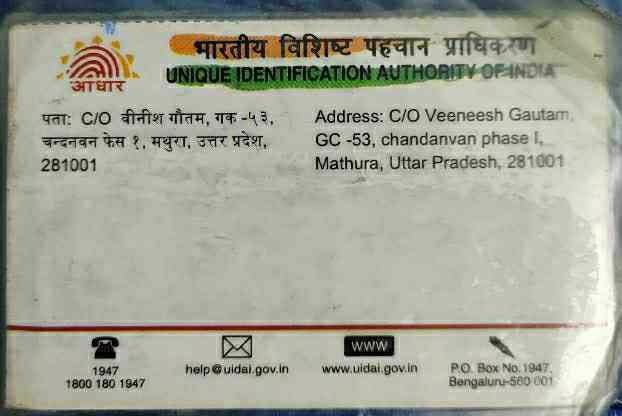 भारतीय विशिष्ट पहचान प्राधिकरण
UNIQUE IDENTIFICATION AUTHORITY OF INDIA
आधार
पता: C/O वीनीश गौतम, गक -५३,
चन्दनवन फेस १, मथुरा, उत्तर प्रदेश,
281001
Address: C/O Veeneesh Gautam,
GC -53, chandanvan phase I,
Mathura, Uttar Pradesh, 281001
1947
1800 180 1947
help@uidai.gov.in
www
www.uidai.gov.in
P.O. Box No.1947,
Bengaluru-560 001